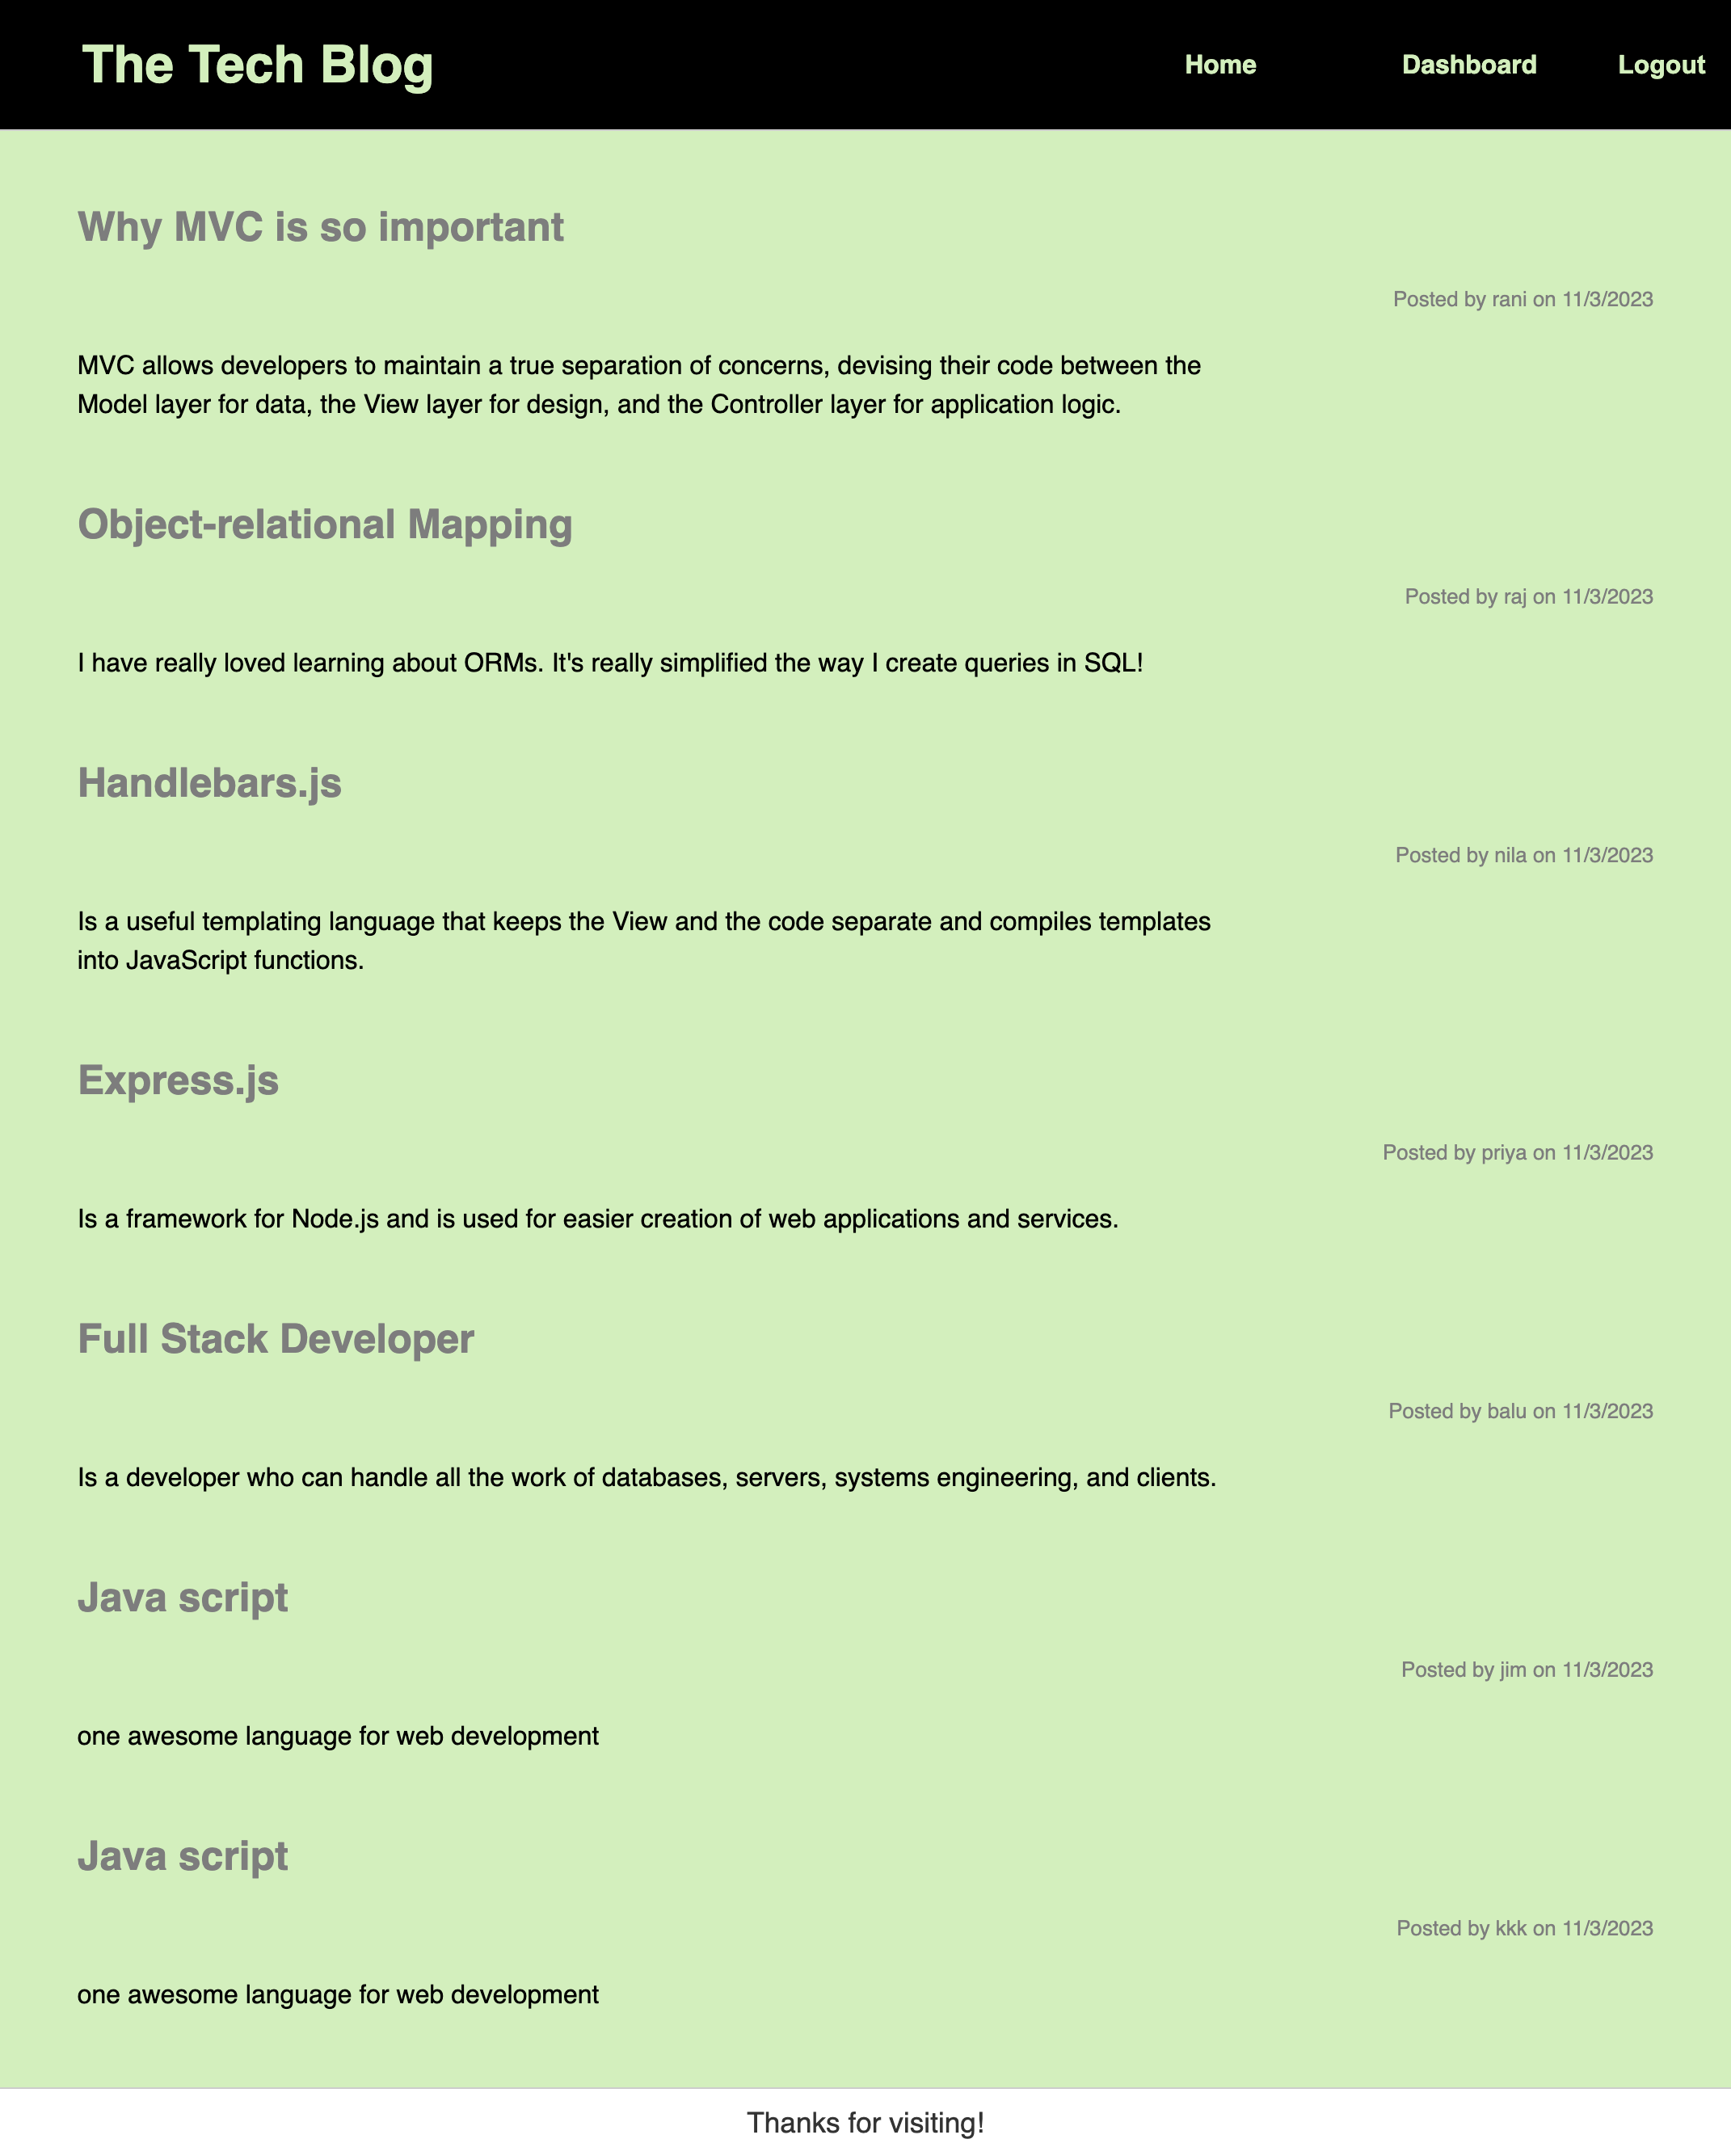 The Tech Blog
Home Dashboard Logout
Why MVC is so important
Posted by rani on 11/3/2023
MVC allows developers to maintain a true separation of concerns, devising their code between the
Model layer for data, the View layer for design, and the Controller layer for application logic.
Object-relational Mapping
Posted by raj on 11/3/2023
I have really loved learning about ORMs. It's really simplified the way I create queries in SQL!
Handlebars.js
Posted by nila on 11/3/2023
Is a useful templating language that keeps the View and the code separate and compiles templates
into JavaScript functions.
Express.js
Posted by priya on 11/3/2023
Is a framework for Node.js and is used for easier creation of web applications and services.
Full Stack Developer
Posted by balu on 11/3/2023
Is a developer who can handle all the work of databases, servers, systems engineering, and clients.
Java script
Posted by jim on 11/3/2023
one awesome language for web development
Java script
Posted by kkk on 11/3/2023
one awesome language for web development
Thanks for visiting!